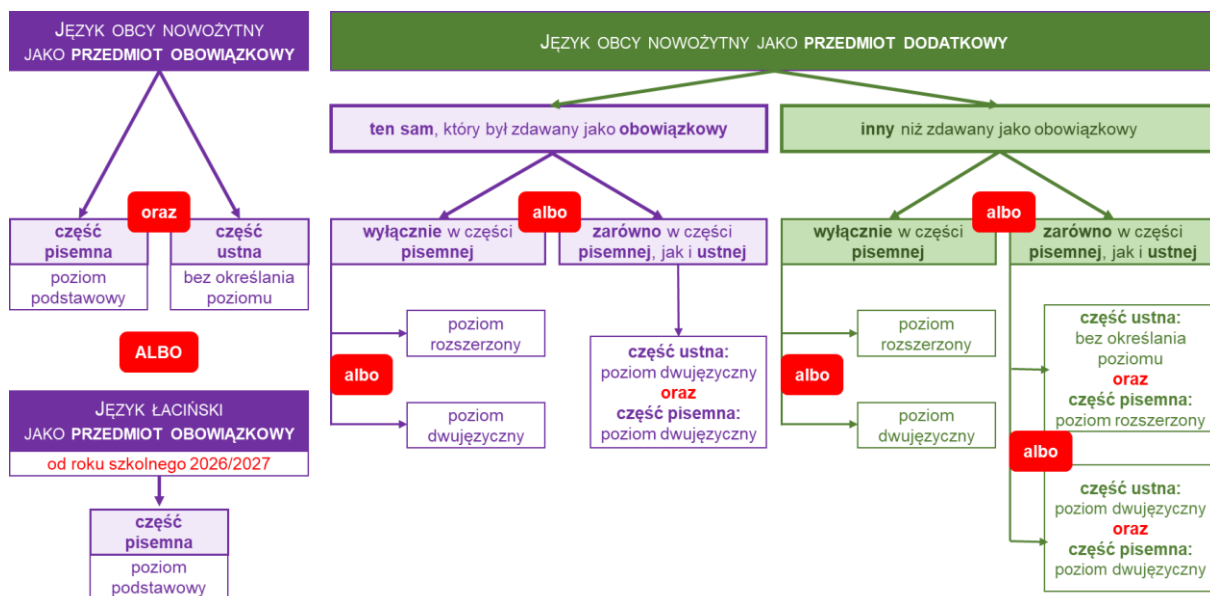 JĘZYK OBCY NOWOŻYTNY
JAKO PRZEDMIOT OBOWIĄZKOWY
oraz
część
pisemna
poziom
podstawowy
część
ustna
bez określania
poziomu
ALBO
JĘZYK ŁACIŃSKI
JAKO PRZEDMIOT OBOWIĄZKOWY
od roku szkolnego 2026/2027
część
pisemna
poziom
podstawowy
JĘZYK OBCY NOWOŻYTNY JAKO PRZEDMIOT DODATKOWY
ten sam, który był zdawany jako obowiązkowy
albo
wyłącznie w części
pisemnej
poziom
rozszerzony
albo
poziom
dwujęzyczny
zarówno w części
pisemnej, jak i ustnej
część ustna:
poziom dwujęzyczny
oraz
część pisemna:
poziom dwujęzyczny
inny niż zdawany jako obowiązkowy
albo
wyłącznie w części
pisemnej
poziom
rozszerzony
albo
poziom
dwujęzyczny
zarówno w części
pisemnej, jak i ustnej
część ustna:
bez określania
poziomu
oraz
część pisemna:
poziom rozszerzony
albo
część ustna:
poziom dwujęzyczny
oraz
część pisemna:
poziom dwujęzyczny